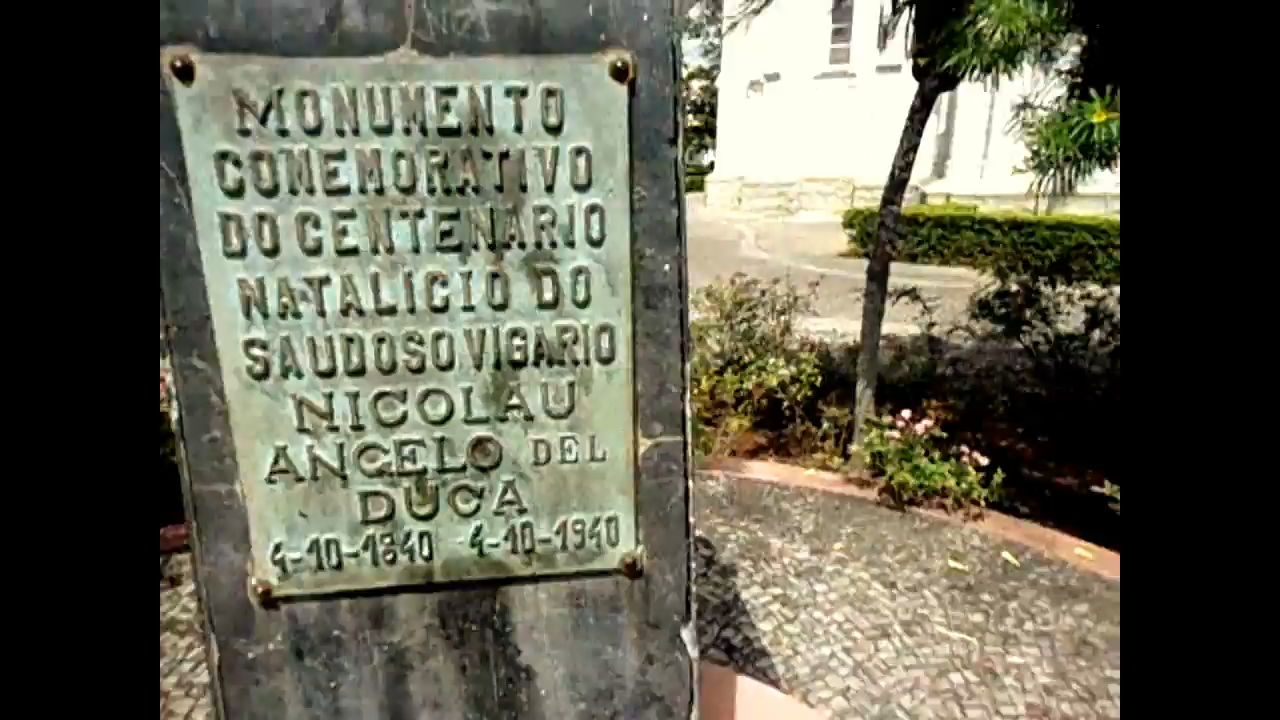 MONUMENTO
COMEMORATIVO
DO CENTENARIO
NATALICIO DO
SAUDOSO VIGARIO
NICOLAU
ANGELO DEL
DUCA
4-10-1840 4-10-1940